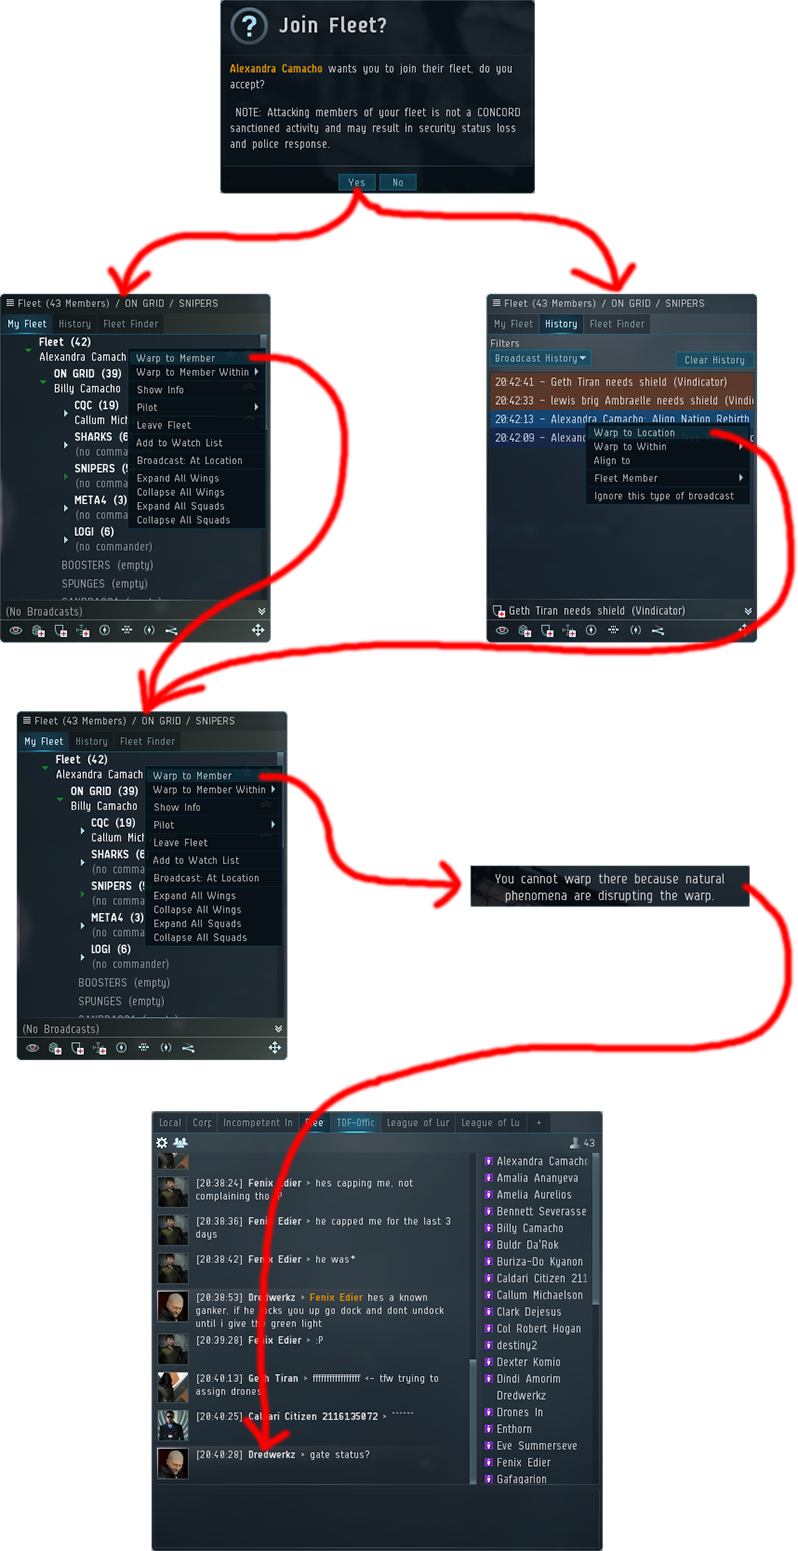 Join Fleet?
Alexandra Camacho wants you to join their fleet, do you
accept?
NOTE: Attacking members of your fleet is not a CONCORD
sanctioned activity and may result in security status loss
and police response.
Yes No
Fleet (43 Members) / ON GRID / SNIPERS
My Fleet History Fleet Finder
Fleet (42)
Alexandra Camach
ON GRID (39)
Billy Camacho
CQC (19)
Callum Mic
SHARKS (6
(no comma
SNIPERS
(no comma
META4 (3)
(no comma
LOGI (6)
(no commander)
BOOSTERS (empty)
SPUNGES (empty)
Warp to Member
Warp to Member Within
Show Info
Pilot
Leave Fleet
Add to Watch List
Broadcast: At Location
Expand All Wings
Collapse All Wings
Expand All Squads
Collapse All Squads
(No Broadcasts)
Fleet (43 Members) / ON GRID / SNIPERS
My Fleet History Fleet Finder
Filters
Broadcast History Clear History
20:42:41 - Geth Tiran needs shield (Vindicator)
20:42:33 - lewis brig Ambraelle needs shield (Vindi
20:42:13 - Alexandra Camacho: Align Nation Rebirth
20:42:09 - Alexanc
Warp to Location
Warp to Within
Align to
Fleet Member
Ignore this type of broadcast
Geth Tiran needs shield (Vindicator)
Fleet (43 Members) / ON GRID / SNIPERS
My Fleet History Fleet Finder
Fleet (42)
Alexandra Camach
ON GRID (39)
Billy Camacho
CQC (19)
Callum Mic
SHARKS (6
(no comma
SNIPERS
(no comma
META4 (3)
(no comma
LOGI (6)
(no commander)
BOOSTERS (empty)
SPUNGES (empty)
Warp to Member
Warp to Member Within
Show Info
Pilot
Leave Fleet
Add to Watch List
Broadcast: At Location
Expand All Wings
Collapse All Wings
Expand All Squads
Collapse All Squads
(No Broadcasts)
You cannot warp there because natural
phenomena are disrupting the warp.
Local Corp Incompetent In Flee TDF-Offic League of Lur League of Lu +
43
[20:38:24] Fenix Edier > hes capping me, not
complaining tho :P
[20:38:36] Fenix Edier > he capped me for the last 3
days
[20:38:42] Fenix Edier > he was*
[20:38:53] Dredwerkz > Fenix Edier hes a known
ganker, if he locks you up go dock and dont undock
until i give the green light
[20:39:28] Fenix Edier > :P
[20:40:13] Geth Tiran > fffffffffffffffff <- tfw trying to
assign drones
[20:40:25] Caldari Citizen 2116135072 > ``````
[20:40:28] Dredwerkz > gate status?
Alexandra Camacho
Amalia Ananyeva
Amelia Aurelios
Bennett Severasse
Billy Camacho
Buldr Da'Rok
Buriza-Do Kyanon
Caldari Citizen 211
Callum Michaelson
Clark Dejesus
Col Robert Hogan
destiny2
Dexter Komio
Dindi Amorim
Dredwerkz
Drones In
Enthorn
Eve Summerseve
Fenix Edier
Gafagarion